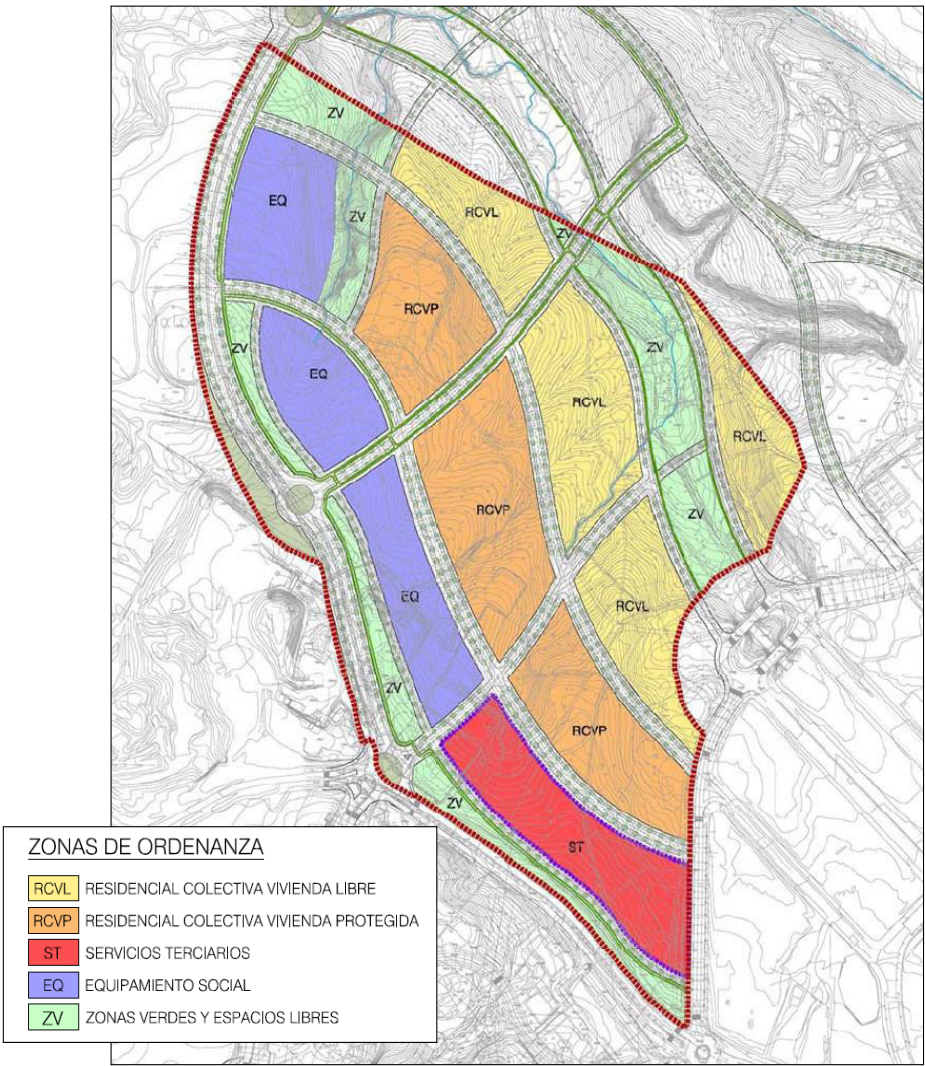 ZV
EQ
ZV
RCVL
ZV
RCVP
ZV
ZV
EQ
RCVL
RCVL
RCVP
ZV
EQ
RCVL
ZV
RCVP
ZV
ST
ZONAS DE ORDENANZA
RCVL RESIDENCIAL COLECTIVA VIVIENDA LIBRE
RCVP RESIDENCIAL COLECTIVA VIVIENDA PROTEGIDA
ST SERVICIOS TERCIARIOS
EQ EQUIPAMIENTO SOCIAL
ZV ZONAS VERDES Y ESPACIOS LIBRES